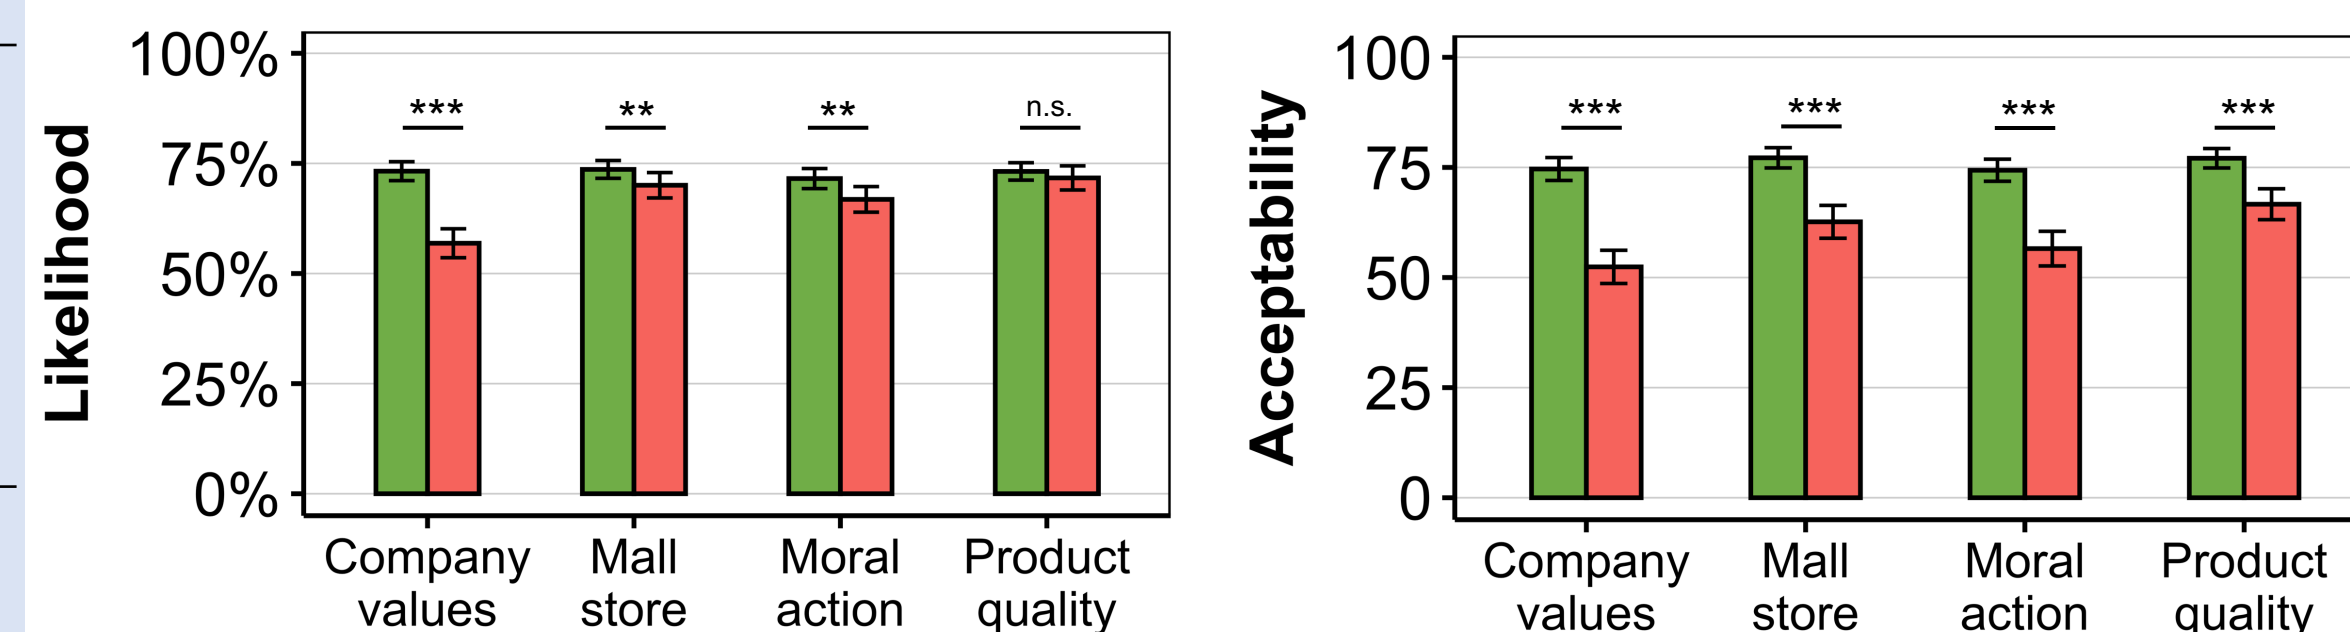 Likelihood
100%
75%
50%
25%
0%
*** ** ** n.s.
Company Mall Moral Product
values store action quality
Acceptability
100
75
50
25
0
*** *** *** ***
Company Mall Moral Product
values store action quality